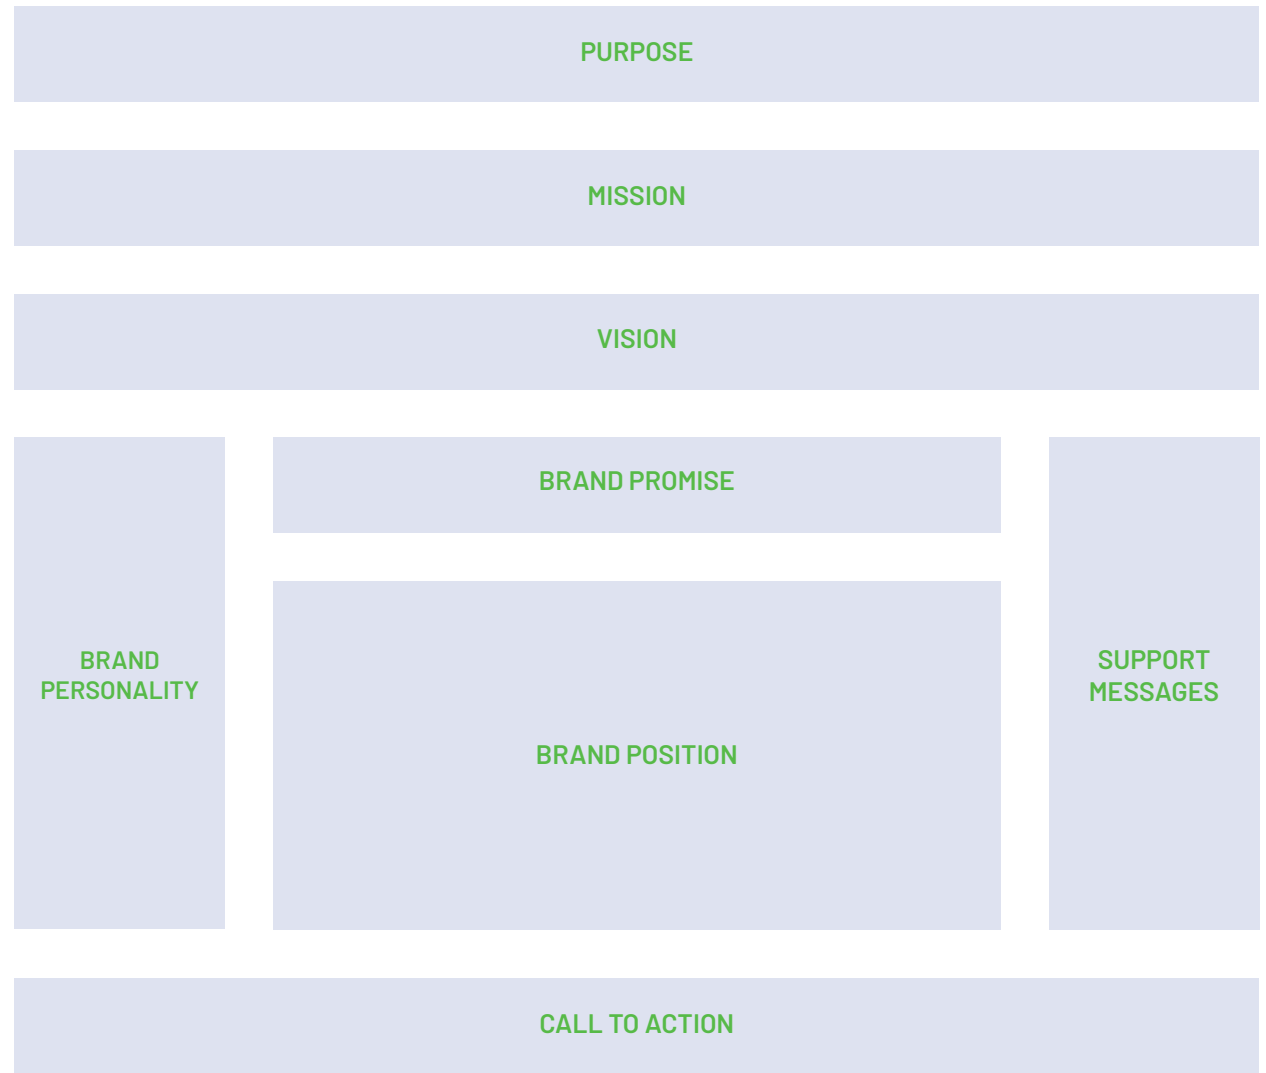 PURPOSE
MISSION
VISION
BRAND PROMISE
BRAND
PERSONALITY
SUPPORT
MESSAGES
BRAND POSITION
CALL TO ACTION